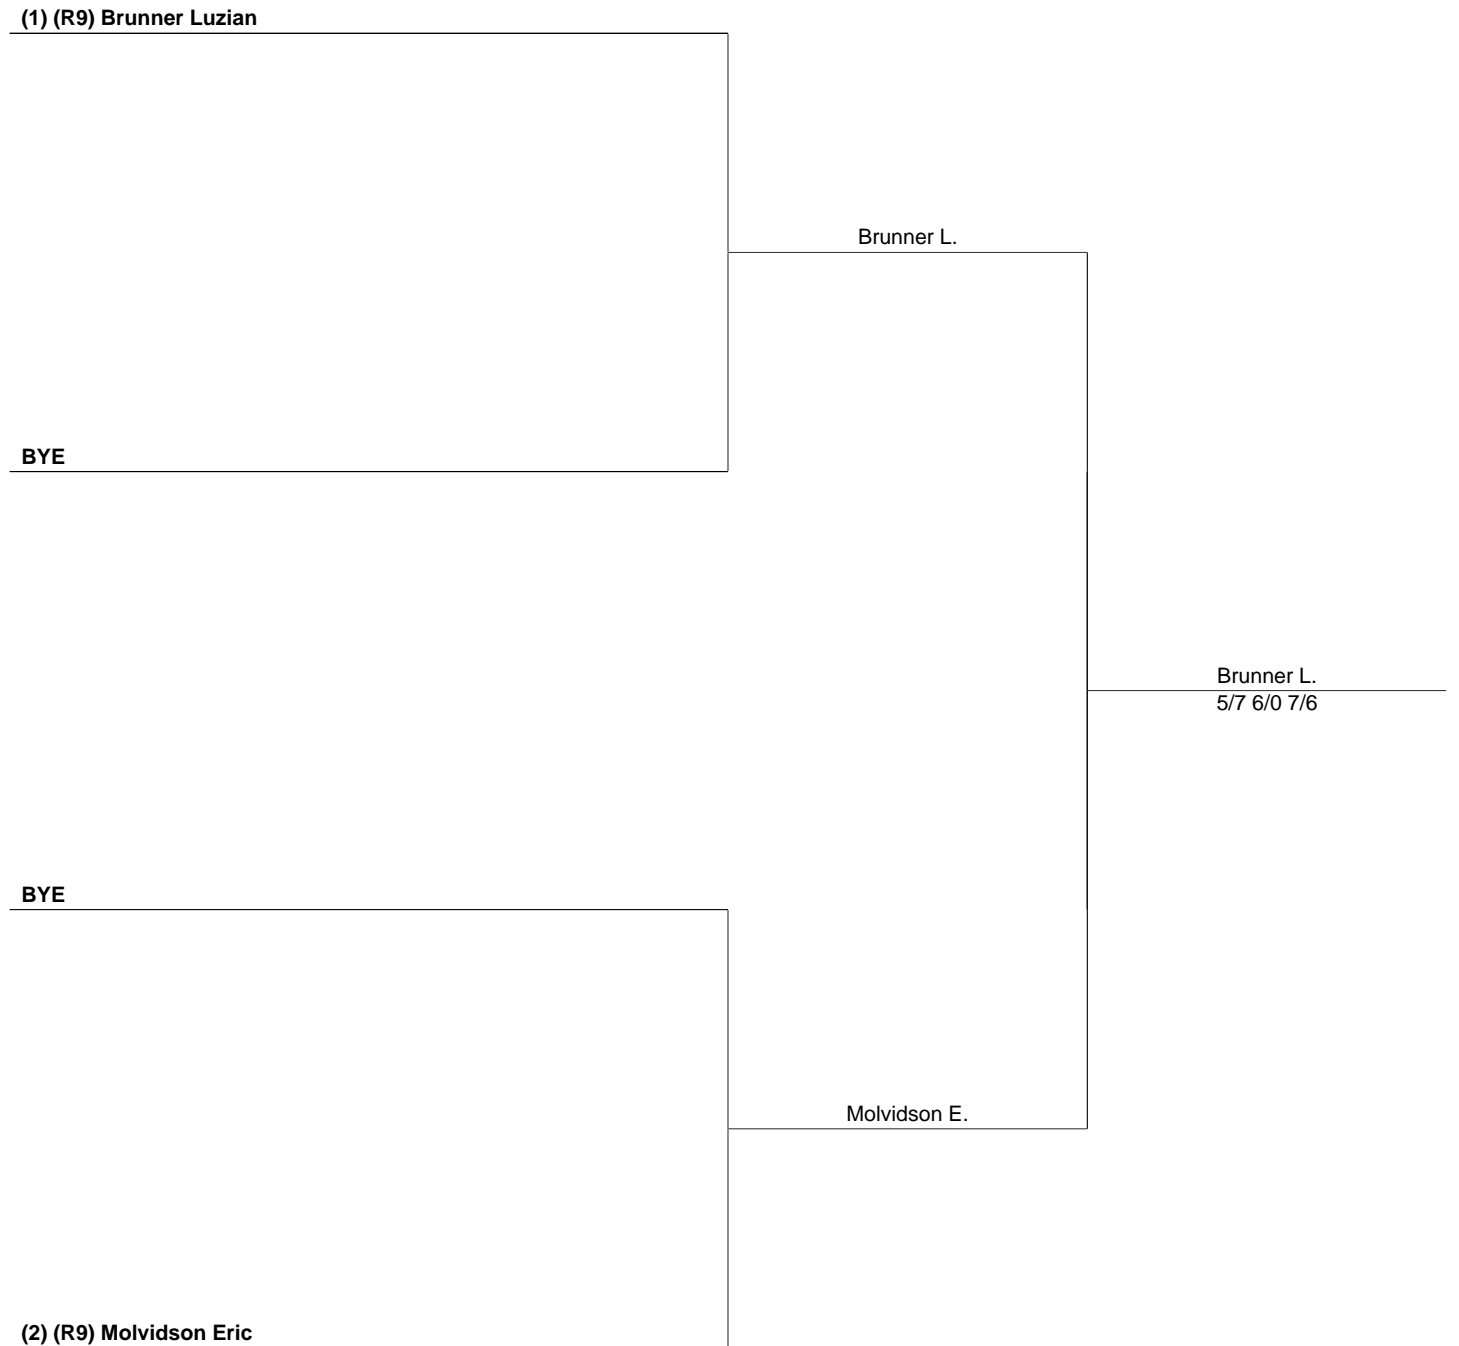 (1) (R9) Brunner Luzian
Brunner L.
BYE
Brunner L.
5/7 6/0 7/6
BYE
Molvidson E.
(2) (R9) Molvidson Eric